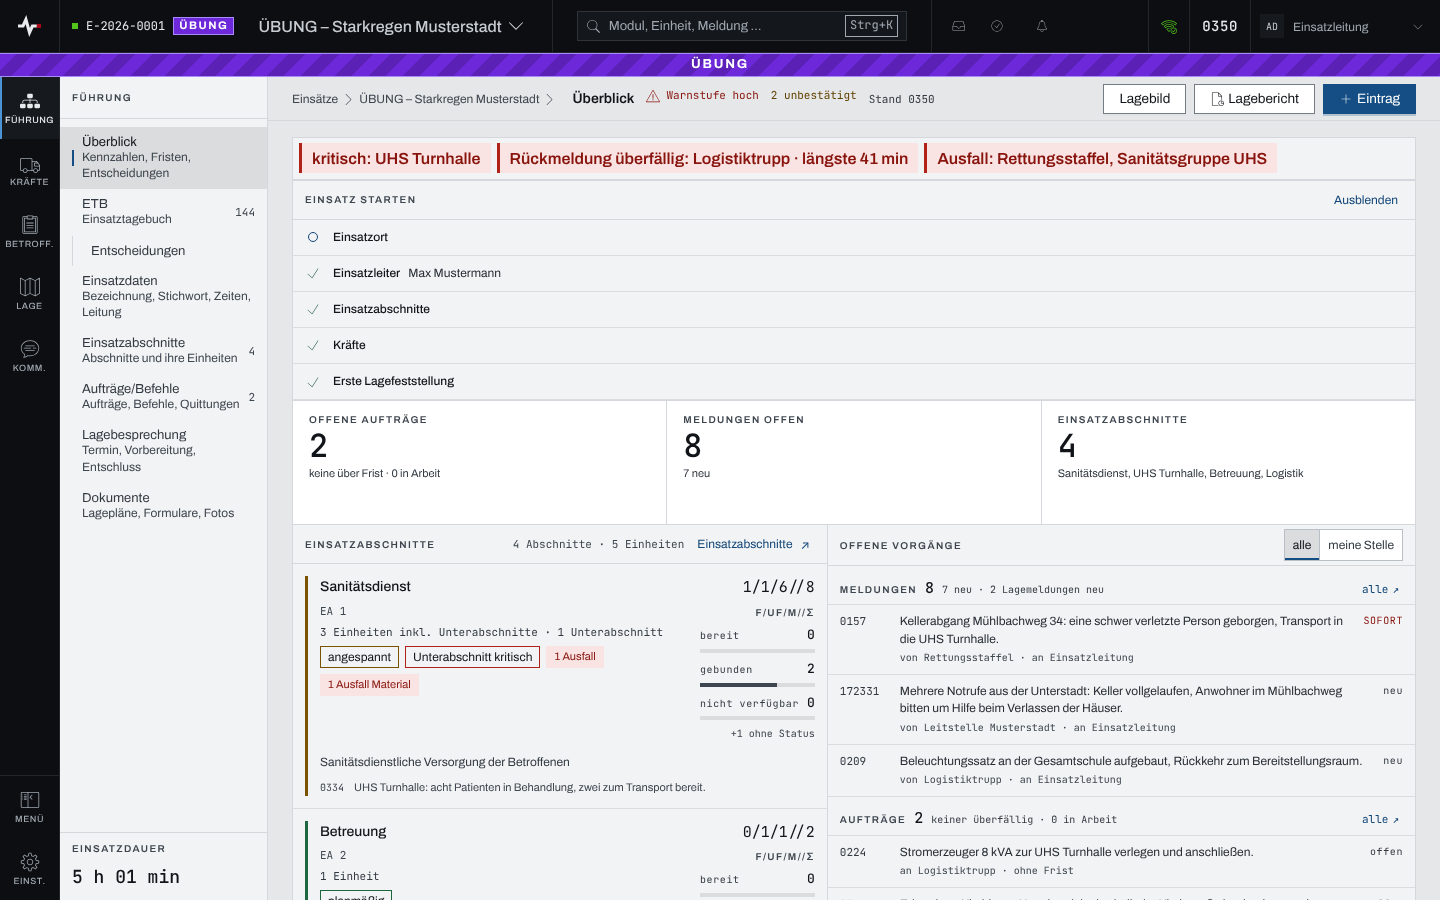 E-2026-0001 ÜBUNG ÜBUNG – Starkregen Musterstadt
Modul, Einheit, Meldung ... Strg+K
0350 AD Einsatzleitung
ÜBUNG
FÜHRUNG
KRÄFTE
BETROFF.
LAGE
KOMM.
MENÜ
EINST.
FÜHRUNG
Überblick
Kennzahlen, Fristen,
Entscheidungen
ETB
Einsatztagebuch 144
Entscheidungen
Einsatzdaten
Bezeichnung, Stichwort, Zeiten,
Leitung
Einsatzabschnitte
Abschnitte und ihre Einheiten 4
Aufträge/Befehle
Aufträge, Befehle, Quittungen 2
Lagebesprechung
Termin, Vorbereitung,
Entschluss
Dokumente
Lagepläne, Formulare, Fotos
EINSATZDAUER
5 h 01 min
Einsätze ÜBUNG – Starkregen Musterstadt Überblick Warnstufe hoch 2 unbestätigt Stand 0350
Lagebild Lagebericht + Eintrag
kritisch: UHS Turnhalle Rückmeldung überfällig: Logistiktrupp · längste 41 min Ausfall: Rettungsstaffel, Sanitätsgruppe UHS
EINSATZ STARTEN Ausblenden
Einsatzort
Einsatzleiter Max Mustermann
Einsatzabschnitte
Kräfte
Erste Lagefeststellung
OFFENE AUFTRÄGE
2
keine über Frist · 0 in Arbeit
MELDUNGEN OFFEN
8
7 neu
EINSATZABSCHNITTE
4
Sanitätsdienst, UHS Turnhalle, Betreuung, Logistik
EINSATZABSCHNITTE 4 Abschnitte · 5 Einheiten Einsatzabschnitte ↗
Sanitätsdienst 1/1/6//8
EA 1 F/UF/M//Σ
3 Einheiten inkl. Unterabschnitte · 1 Unterabschnitt
angespannt Unterabschnitt kritisch 1 Ausfall
1 Ausfall Material
bereit 0
gebunden 2
nicht verfügbar 0
+1 ohne Status
Sanitätsdienstliche Versorgung der Betroffenen
0334 UHS Turnhalle: acht Patienten in Behandlung, zwei zum Transport bereit.
Betreuung 0/1/1//2
EA 2 F/UF/M//Σ
1 Einheit
bereit 0
planmäßig
OFFENE VORGÄNGE alle meine Stelle
MELDUNGEN 8 7 neu · 2 Lagemeldungen neu alle ↗
0157 Kellerabgang Mühlbachweg 34: eine schwer verletzte Person geborgen, Transport in SOFORT
die UHS Turnhalle.
von Rettungsstaffel · an Einsatzleitung
172331 Mehrere Notrufe aus der Unterstadt: Keller vollgelaufen, Anwohner im Mühlbachweg neu
bitten um Hilfe beim Verlassen der Häuser.
von Leitstelle Musterstadt · an Einsatzleitung
0209 Beleuchtungssatz an der Gesamtschule aufgebaut, Rückkehr zum Bereitstellungsraum. neu
von Logistiktrupp · an Einsatzleitung
AUFTRÄGE 2 keiner überfällig · 0 in Arbeit alle ↗
0224 Stromerzeuger 8 kVA zur UHS Turnhalle verlegen und anschließen. offen
an Logistiktrupp · ohne Frist